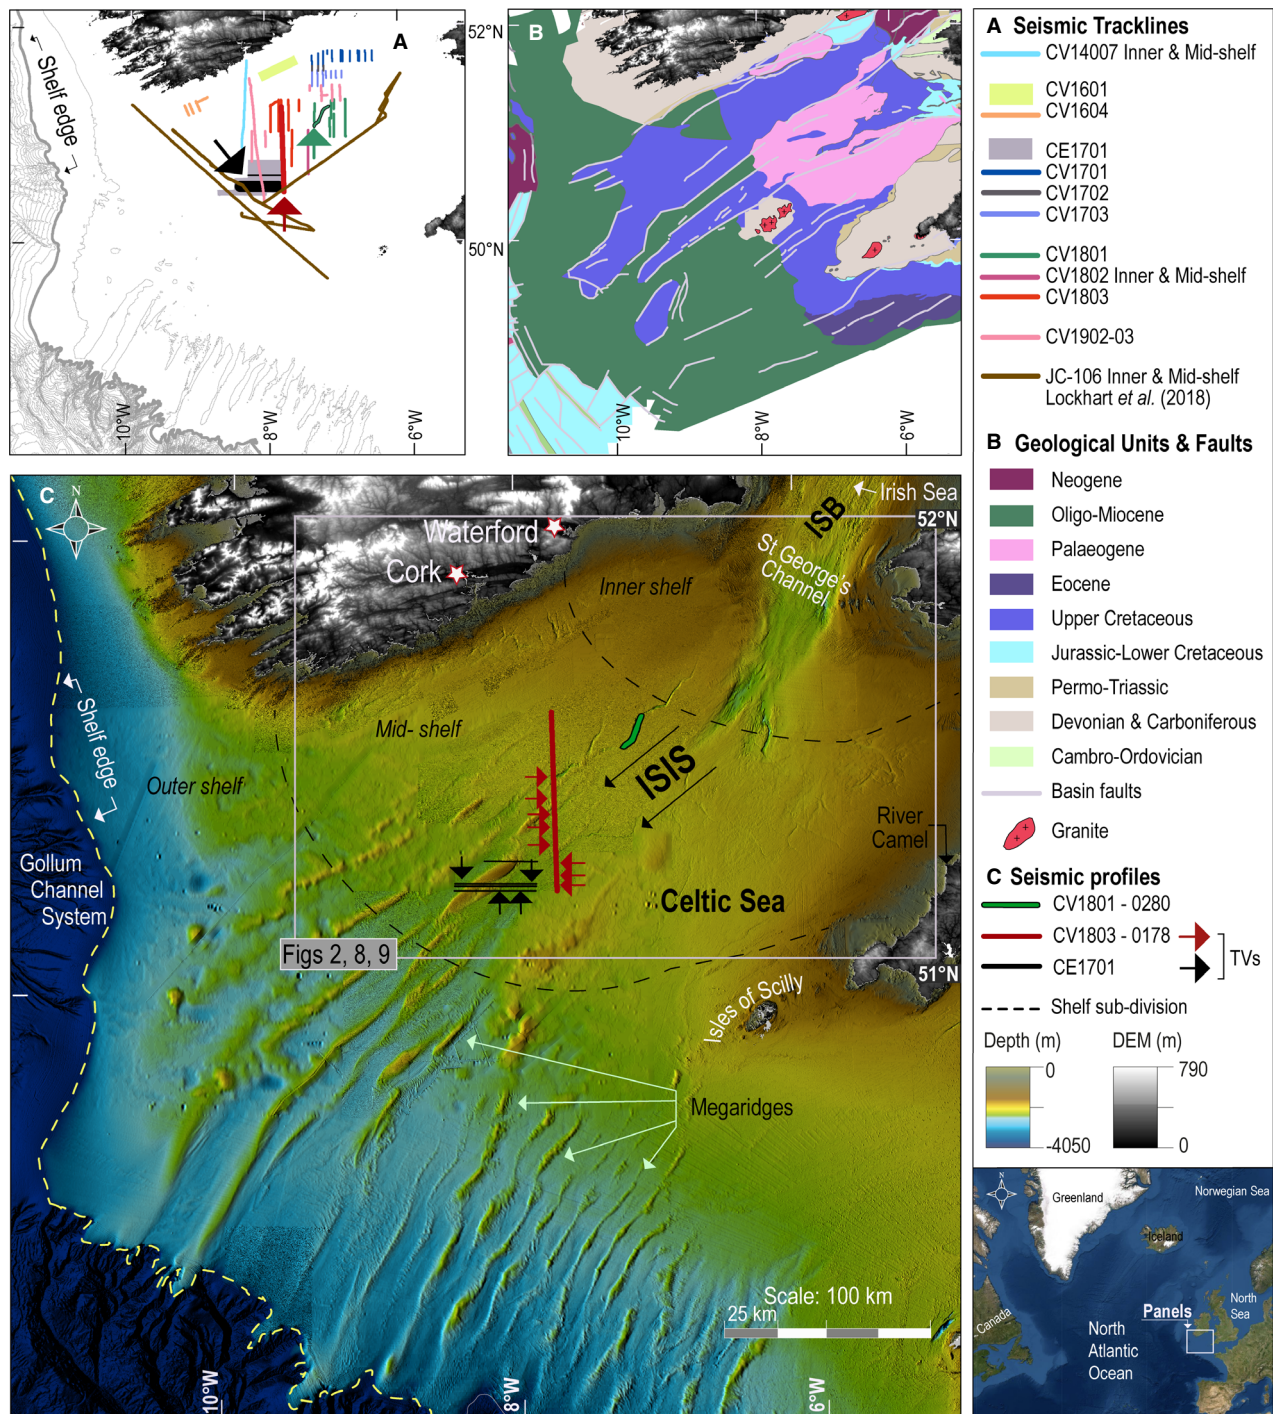 A
Shelf edge
52°N
50°N
10°W
8°W
6°W
B
10°W
8°W
6°W
A Seismic Tracklines
CV14007 Inner & Mid-shelf
CV1601
CV1604
CE1701
CV1701
CV1702
CV1703
CV1801
CV1802 Inner & Mid-shelf
CV1803
CV1902-03
JC-106 Inner & Mid-shelf
Lockhart et al. (2018)
B Geological Units & Faults
Neogene
Oligo-Miocene
Palaeogene
Eocene
Upper Cretaceous
Jurassic-Lower Cretaceous
Permo-Triassic
Devonian & Carboniferous
Cambro-Ordovician
Basin faults
Granite
C Seismic profiles
CV1801 - 0280
CV1803 - 0178
CE1701
TVs
Shelf sub-division
Depth (m)
DEM (m)
0
-4050
790
0
C
N
Irish Sea
52°N
ISB
St George's
Channel
Waterford
Cork
Inner shelf
Mid- shelf
Outer shelf
Shelf edge
ISIS
River
Camel
Gollum
Channel
System
Celtic Sea
Figs 2, 8, 9
51°N
Isles of Scilly
Megaridges
Scale: 100 km
25 km
10°W
8°W
6°W
N
Greenland
Norwegian Sea
Iceland
Canada
Panels
North
Sea
North
Atlantic
Ocean